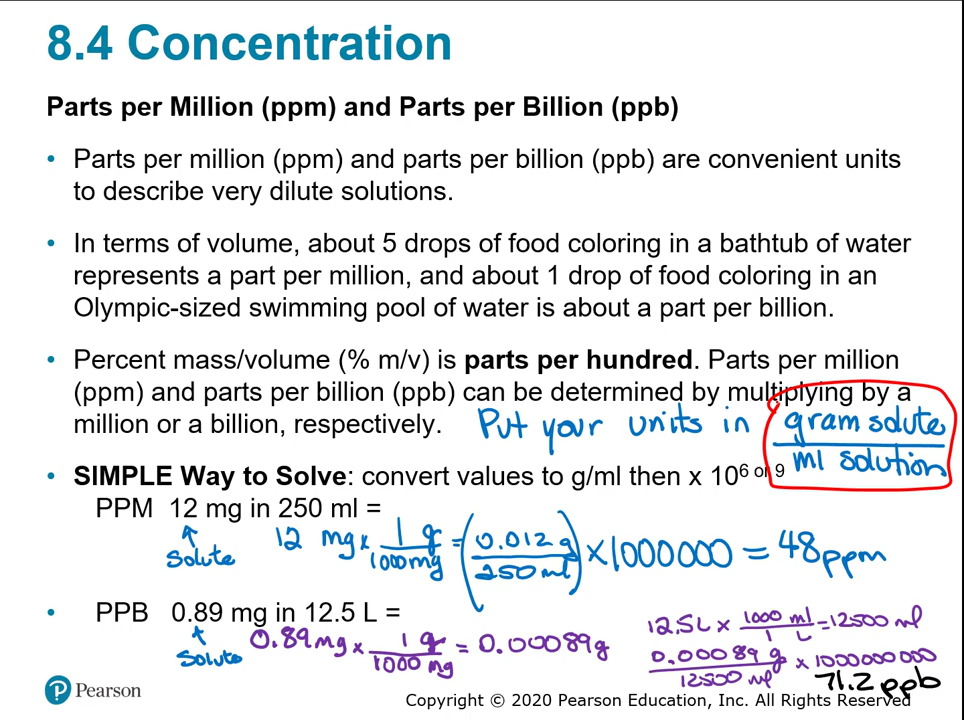 8.4 Concentration
Parts per Million (ppm) and Parts per Billion (ppb)
• Parts per million (ppm) and parts per billion (ppb) are convenient units
to describe very dilute solutions.
• In terms of volume, about 5 drops of food coloring in a bathtub of water
represents a part per million, and about 1 drop of food coloring in an
Olympic-sized swimming pool of water is about a part per billion.
• Percent mass/volume (% m/v) is parts per hundred. Parts per million
(ppm) and parts per billion (ppb) can be determined by multiplying by a
million or a billion, respectively.
Put your units in gram solute / ml solution
• SIMPLE Way to Solve: convert values to g/ml then x 10^6 or 9
PPM 12 mg in 250 ml =
↑ Solute
12 mg x 1 g / 1000 mg = (0.012 g / 250 ml) x 1000000 = 48 ppm
• PPB 0.89 mg in 12.5 L =
↑ Solute
0.89 mg x 1 g / 1000 mg = 0.00089 g
12.5L x 1000 ml / 1 L = 12500 ml
0.00089 g / 12500 ml x 1000000000
71.2 ppb
Pearson
Copyright © 2020 Pearson Education, Inc. All Rights Reserved